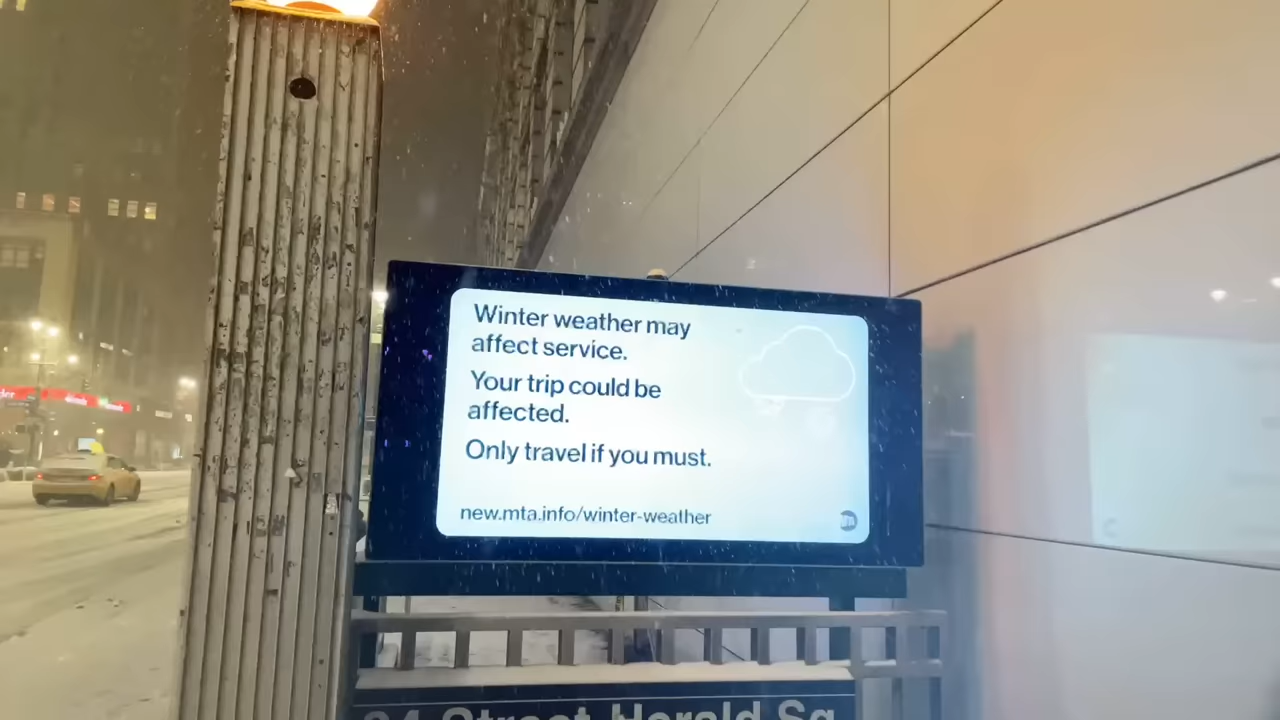 Winter weather may
affect service.
Your trip could be
affected.
Only travel if you must.
new.mta.info/winter-weather
34 Street Herald Sq